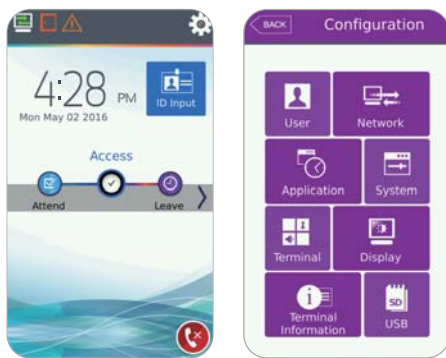 4:28 PM
Mon May 02 2016
ID Input
Access
Attend
Leave
BACK
Configuration
User
Network
Application
System
Terminal
Display
Terminal
Information
SD
USB